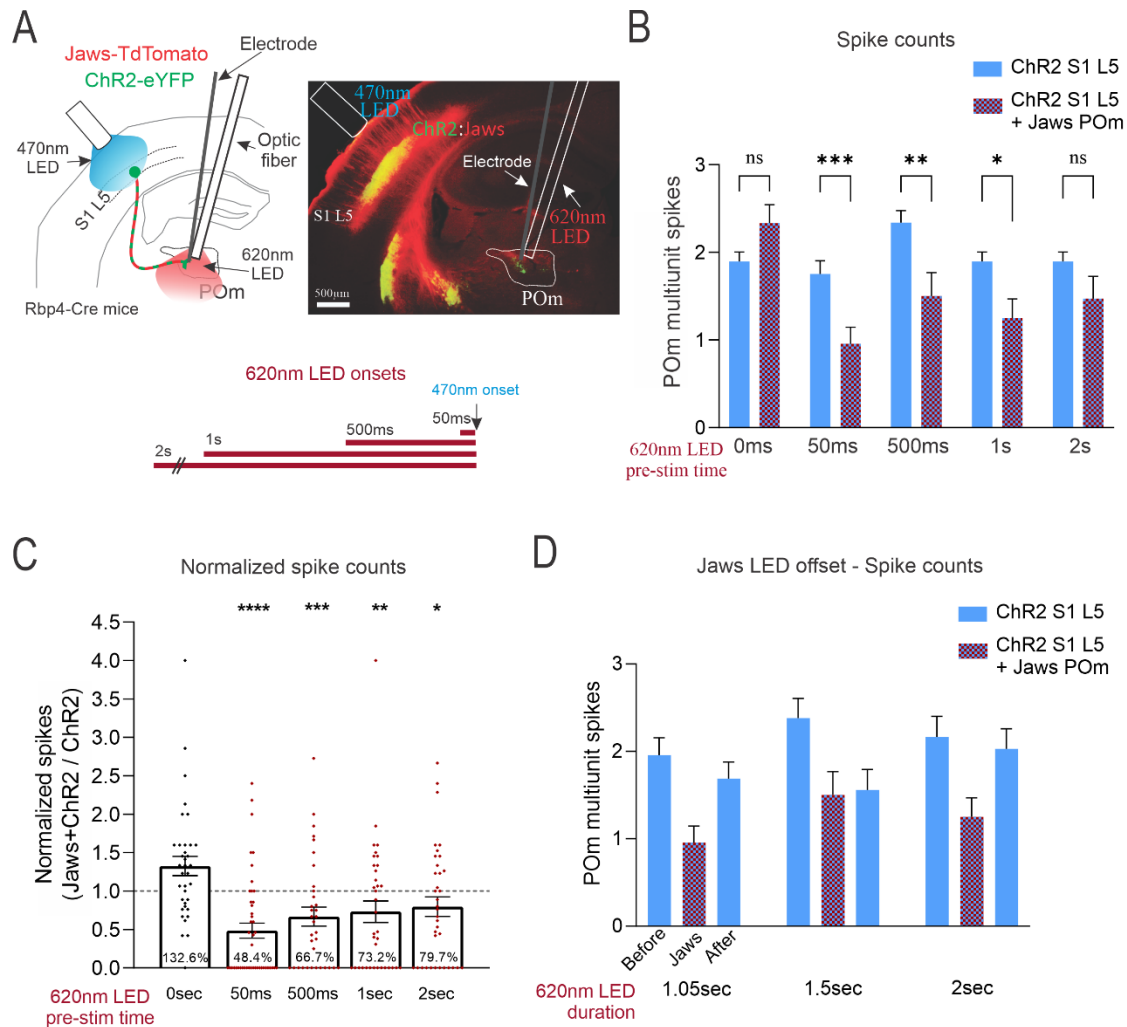 A
Jaws-TdTomato
ChR2-eYFP
Electrode
470nm
LED
Optic
fiber
S1 L5
620nm
LED
POm
Rbp4-Cre mice
470nm
LED
ChR2:Jaws
Electrode
S1 L5
620nm
LED
500µm
POm
620nm LED onsets
470nm onset
50ms
500ms
1s
2s
B
Spike counts
ChR2 S1 L5
ChR2 S1 L5
+ Jaws POm
ns
***
**
*
ns
POm multiunit spikes
3
2
1
0
0ms
50ms
500ms
1s
2s
620nm LED
pre-stim time
C
Normalized spike counts
****
***
**
*
Normalized spikes
(Jaws+ChR2 / ChR2)
4.5
4.0
3.5
3.0
2.5
2.0
1.5
1.0
0.5
0.0
132.6%
48.4%
66.7%
73.2%
79.7%
0sec
50ms
500ms
1sec
2sec
620nm LED
pre-stim time
D
Jaws LED offset - Spike counts
ChR2 S1 L5
ChR2 S1 L5
+ Jaws POm
POm multiunit spikes
3
2
1
0
Before
Jaws
After
1.05sec
1.5sec
2sec
620nm LED
duration